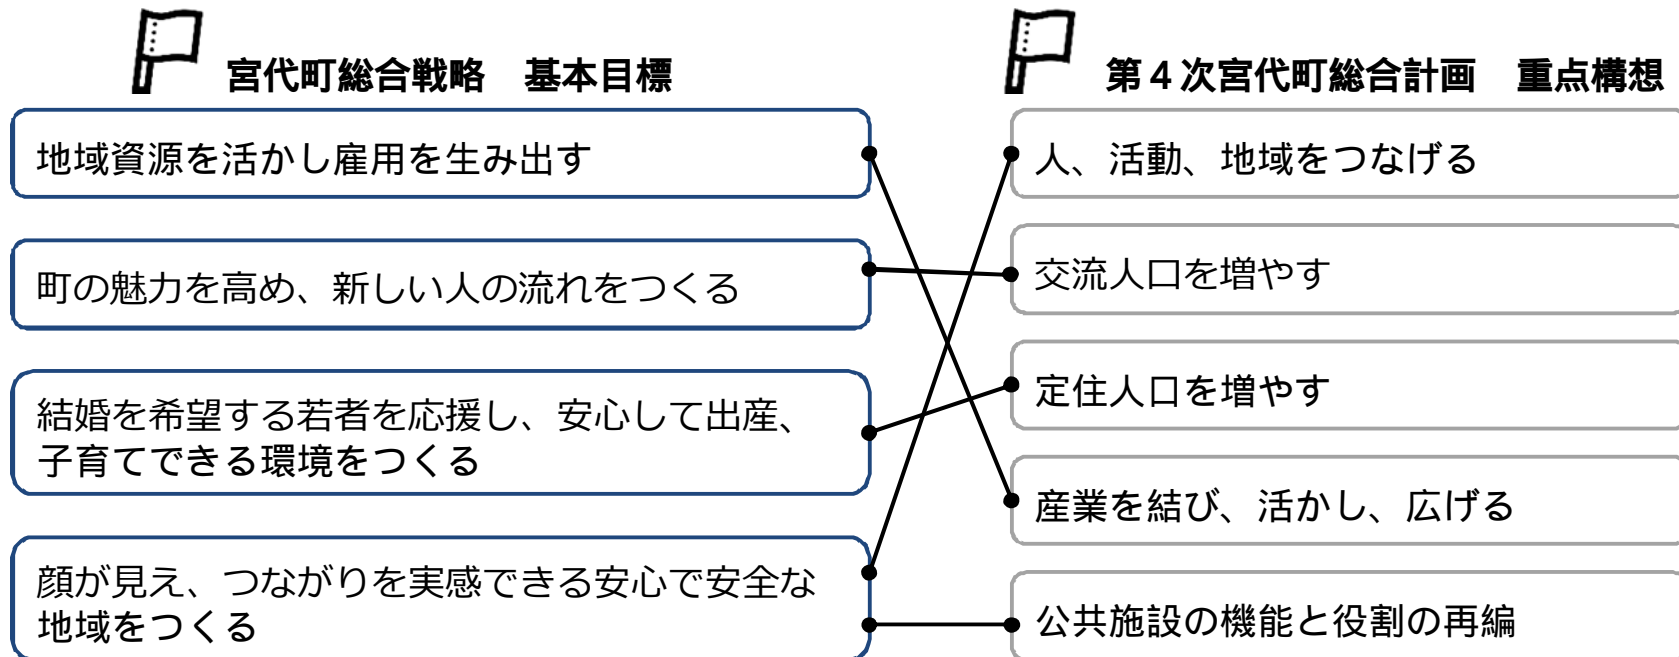 宮代町総合戦略　基本目標
地域資源を活かし雇用を生み出す
町の魅力を高め、新しい人の流れをつくる
結婚を希望する若者を応援し、安心して出産、
子育てできる環境をつくる
顔が見え、つながりを実感できる安心で安全な
地域をつくる
第４次宮代町総合計画　重点構想
人、活動、地域をつなげる
交流人口を増やす
定住人口を増やす
産業を結び、活かし、広げる
公共施設の機能と役割の再編